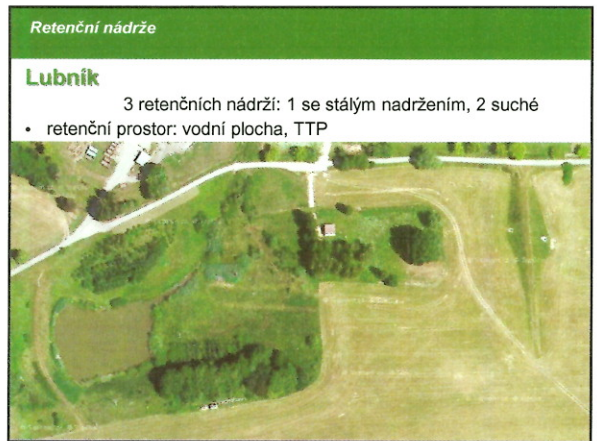 Retenční nádrže
Lubník
3 retenčních nádrží: 1 se stálým nadržením, 2 suché
• retenční prostor: vodní plocha, TTP